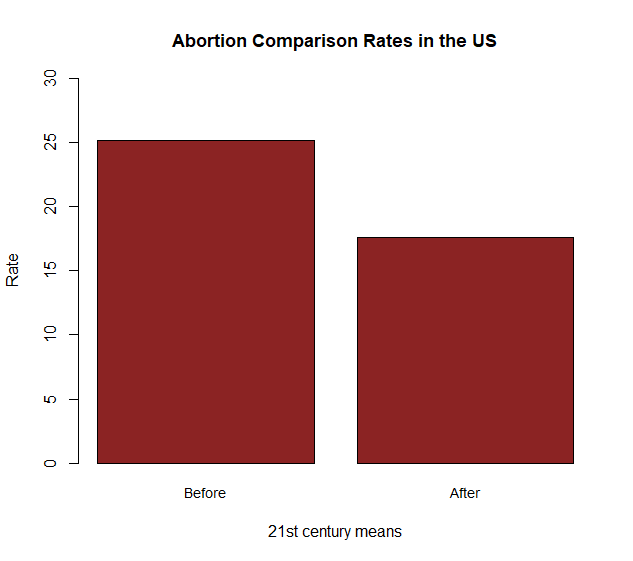 Abortion Comparison Rates in the US
30
25
20
15
10
5
0
Rate
Before
After
21st century means